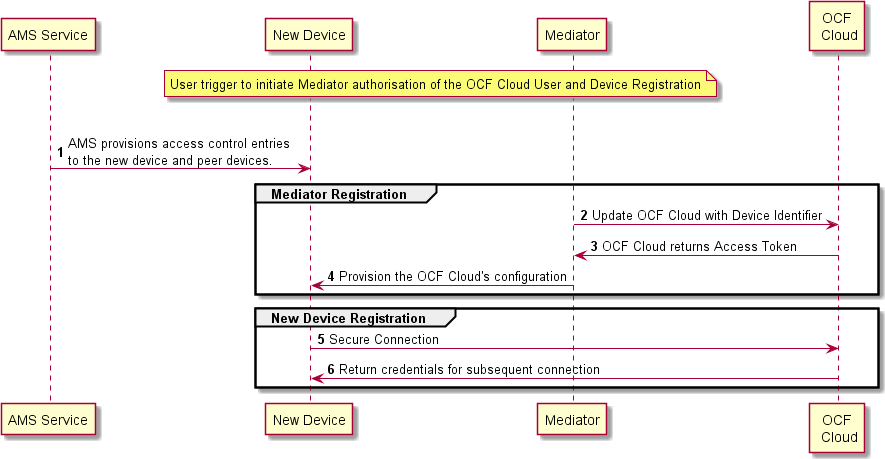 AMS Service
New Device
Mediator
OCF
Cloud
User trigger to initiate Mediator authorisation of the OCF Cloud User and Device Registration
1 AMS provisions access control entries
to the new device and peer devices.
Mediator Registration
2 Update OCF Cloud with Device Identifier
3 OCF Cloud returns Access Token
4 Provision the OCF Cloud's configuration
New Device Registration
5 Secure Connection
6 Return credentials for subsequent connection
AMS Service
New Device
Mediator
OCF
Cloud